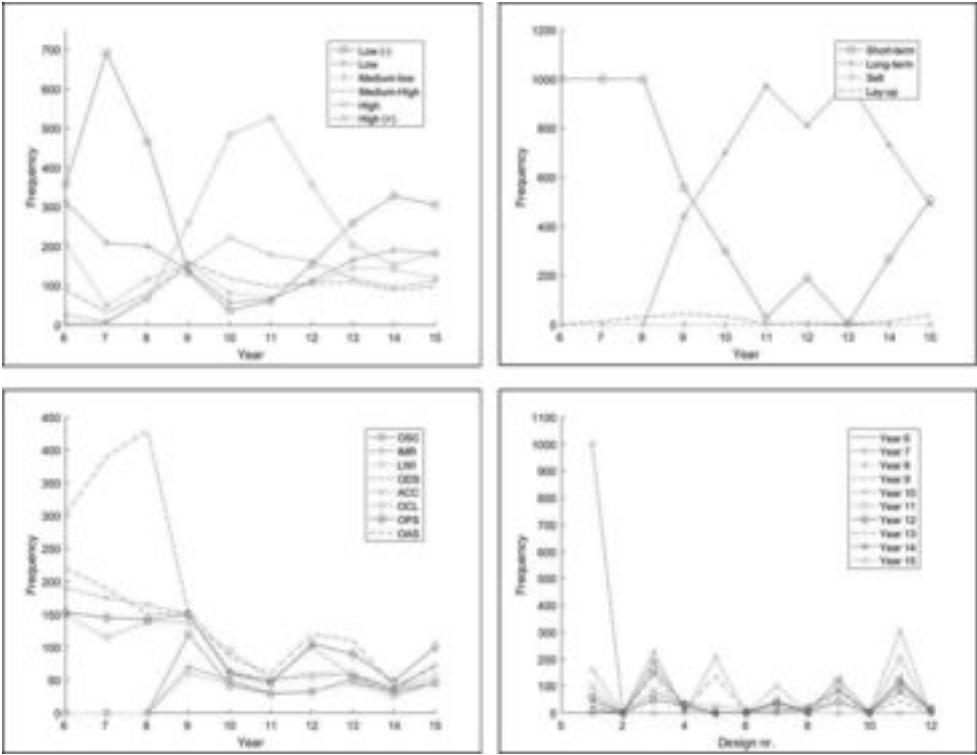 700
600
500
400
300
200
100
0
Frequency
6 7 8 9 10 11 12 13 14 15
Year
Low (-)
Low
Medium-low
Medium-High
High
High (+)
1200
1000
800
600
400
200
0
Frequency
6 7 8 9 10 11 12 13 14 15
Year
Short-term
Long-term
Sell
Lay-up
450
400
350
300
250
200
150
100
50
0
Frequency
6 7 8 9 10 11 12 13 14 15
Year
OSC
IMR
LWI
ODS
ACC
OCL
OPS
OAS
1100
1000
900
800
700
600
500
400
300
200
100
0
Frequency
0 2 4 6 8 10 12
Design nr.
Year 6
Year 7
Year 8
Year 9
Year 10
Year 11
Year 12
Year 13
Year 14
Year 15